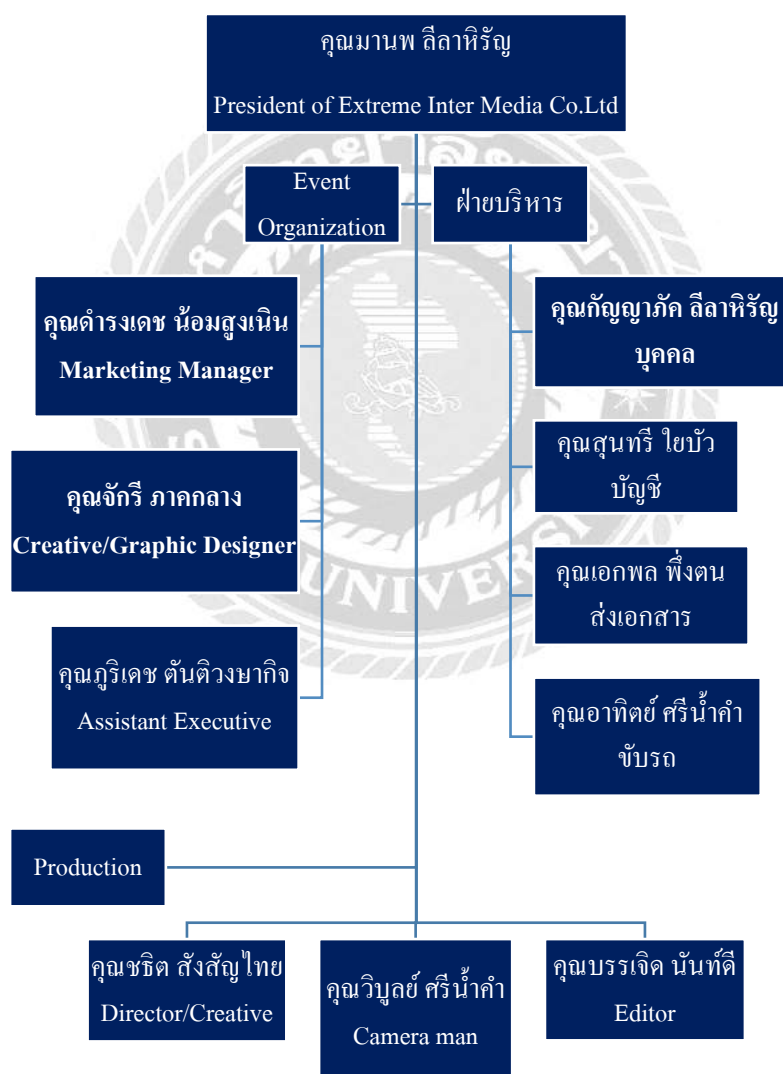 คุณมานพ ลีลาหิรัญ
President of Extreme Inter Media Co.Ltd
Event
Organization
ฝ่ายบริหาร
คุณดำรงเดช น้อมสูงเนิน
Marketing Manager
คุณกัญญาภัค ลีลาหิรัญ
บุคคล
คุณจักรี ภาคกลาง
Creative/Graphic Designer
คุณสุนทรี ใยบัว
บัญชี
คุณเอกพล พึ่งตน
ส่งเอกสาร
คุณภูริเดช ตันติวงษากิจ
Assistant Executive
คุณอาทิตย์ ศรีน้ำคำ
ขับรถ
Production
คุณชธิต สังสัญไทย
Director/Creative
คุณวิบูลย์ ศรีน้ำคำ
Camera man
คุณบรรเจิด นันท์ดี
Editor